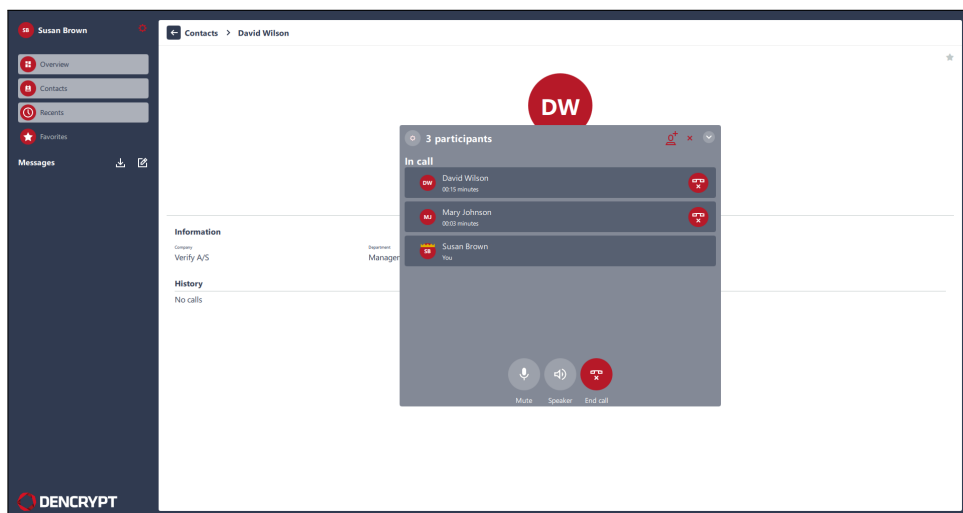 SB Susan Brown
Overview
Contacts
Recents
Favorites
Messages
DENCRYPT
Contacts > David Wilson
DW
3 participants
In call
DW David Wilson
00:15 minutes
MJ Mary Johnson
00:03 minutes
SB Susan Brown
You
Mute Speaker End call
Information
Company Department
Verify A/S Manager
History
No calls